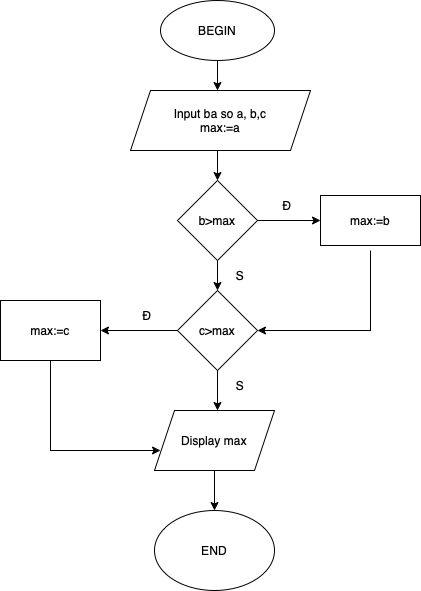 BEGIN
Input ba so a, b,c
max:=a
b>max
Đ
max:=b
S
max:=c
Đ
c>max
S
Display max
END